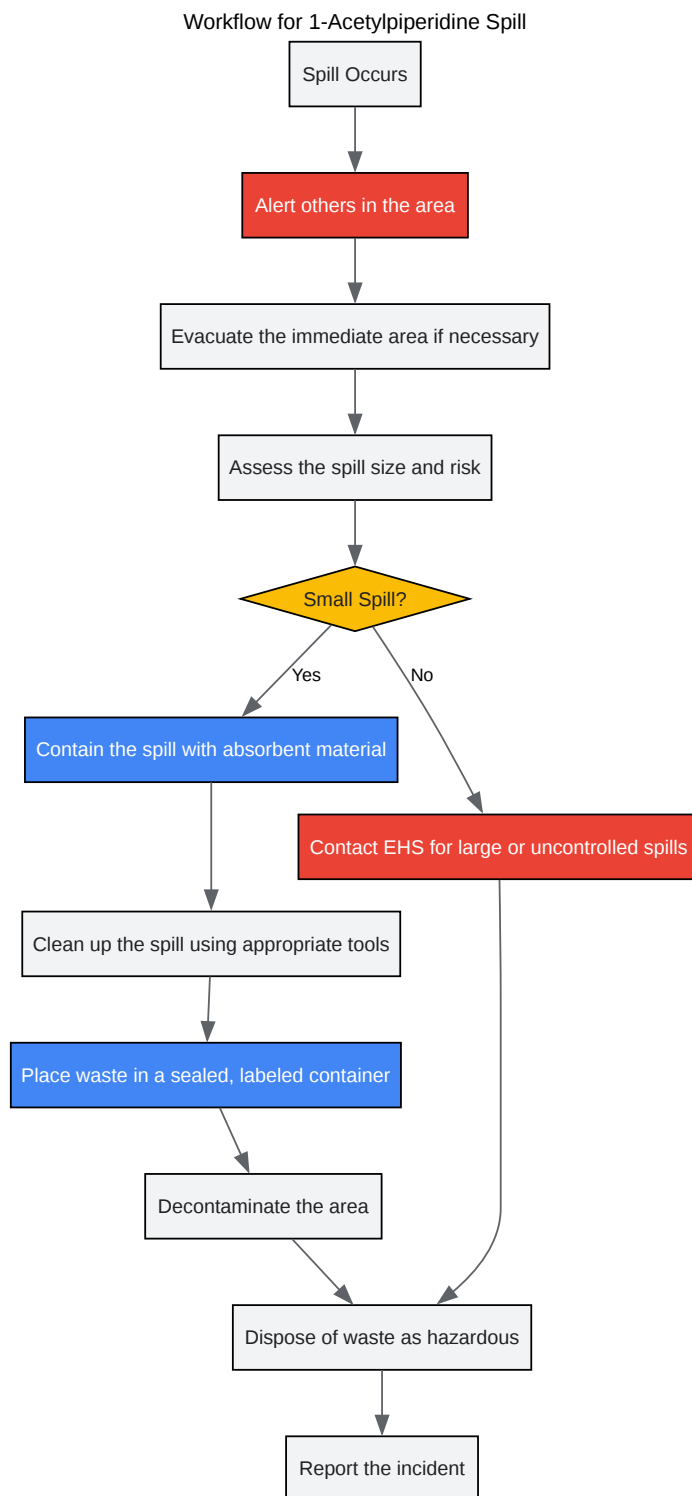 Workflow for 1-Acetylpiperidine Spill
Spill Occurs
Alert others in the area
Evacuate the immediate area if necessary
Assess the spill size and risk
Small Spill?
Yes
No
Contain the spill with absorbent material
Contact EHS for large or uncontrolled spills
Clean up the spill using appropriate tools
Place waste in a sealed, labeled container
Decontaminate the area
Dispose of waste as hazardous
Report the incident